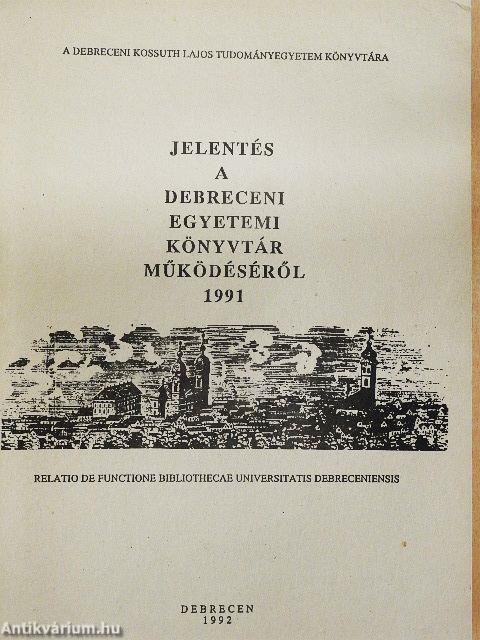 A DEBRECENI KOSSUTH LAJOS TUDOMÁNYEGYETEM KÖNYVTÁRA
JELENTÉS
A
DEBRECENI
EGYETEMI
KÖNYVTÁR
MŰKÖDÉSÉRŐL
1991
RELATIO DE FUNCTIONE BIBLIOTHECAE UNIVERSITATIS DEBRECENIENSIS
DEBRECEN
1992
Antikvárium.hu